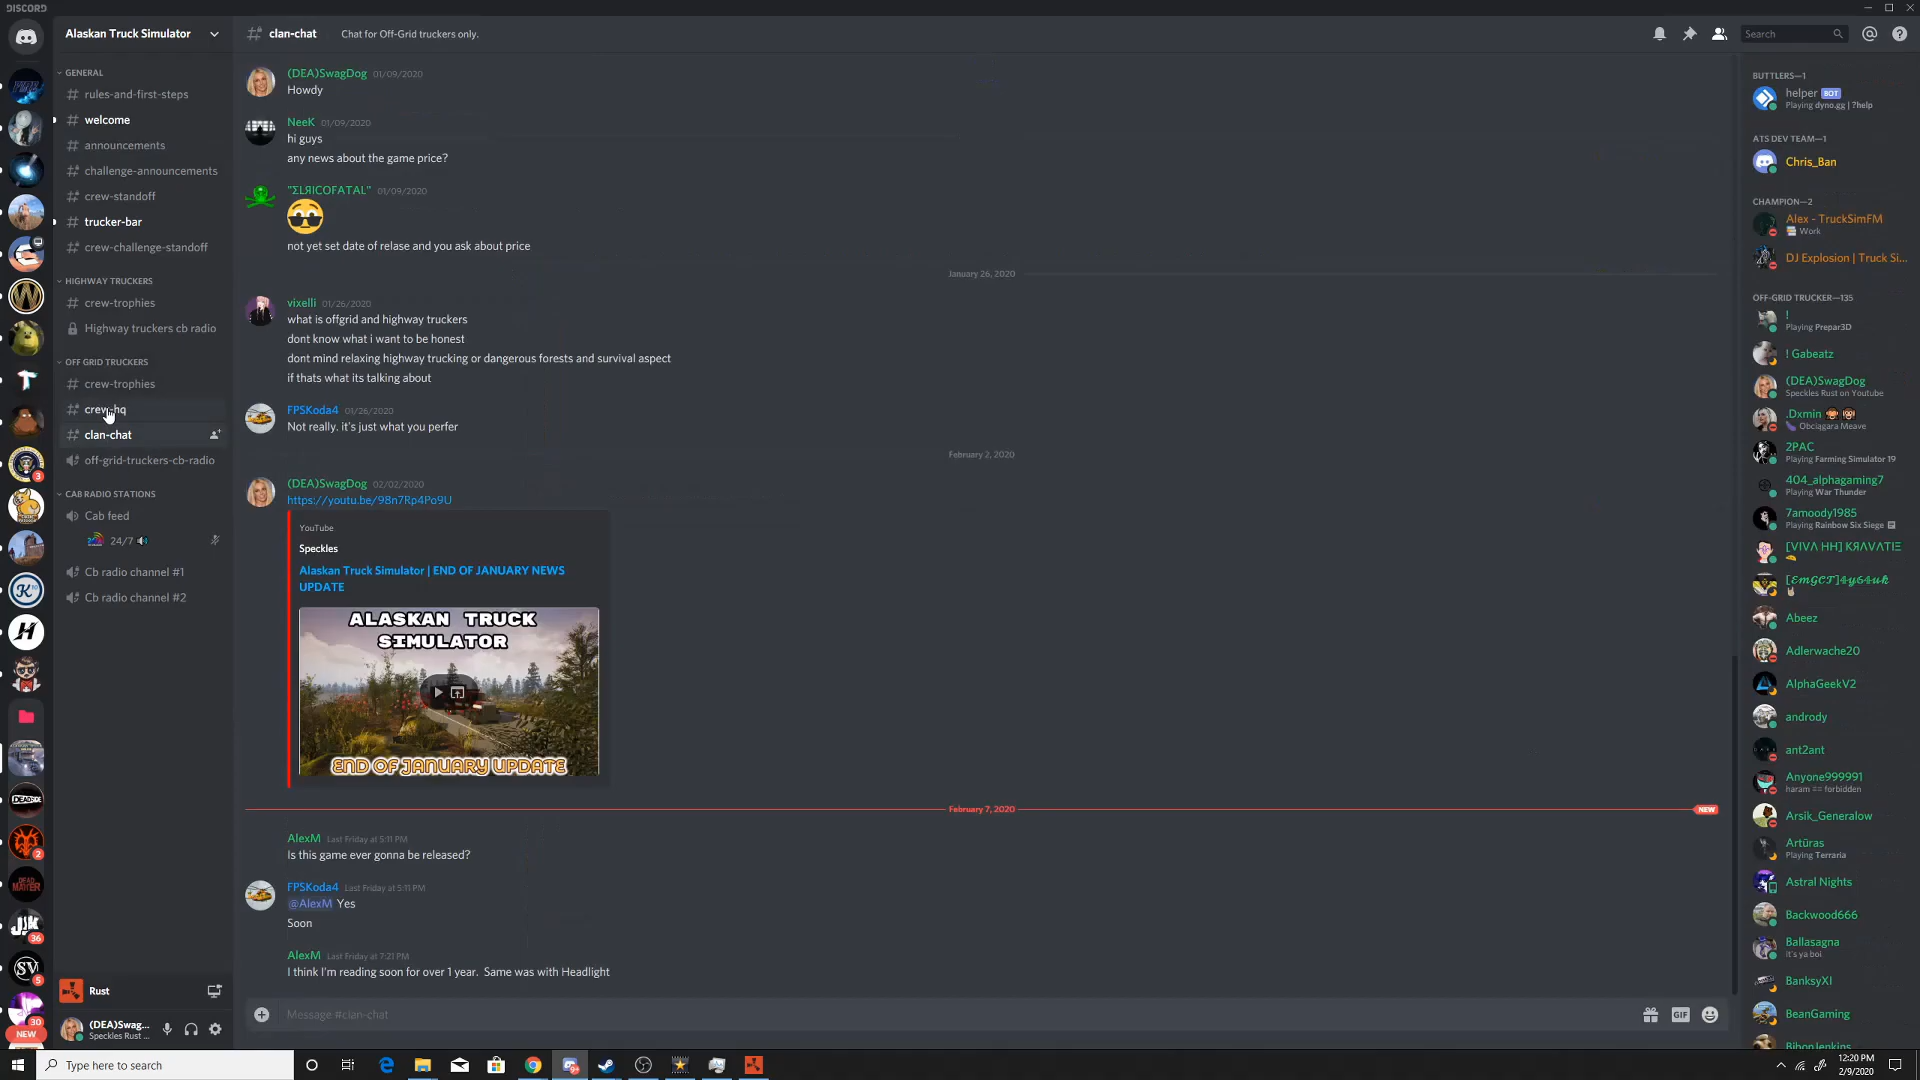 DISCORD
Alaskan Truck Simulator
GENERAL
rules-and-first-steps
welcome
announcements
challenge-announcements
crew-standoff
trucker-bar
crew-challenge-standoff
HIGHWAY TRUCKERS
crew-trophies
Highway truckers cb radio
OFF GRID TRUCKERS
crew-trophies
crew-hq
clan-chat
off-grid-truckers-cb-radio
CAB RADIO STATIONS
Cab feed
24/7
Cb radio channel #1
Cb radio channel #2
Rust
(DEA)Swag...
Speckles Rust ...
clan-chat
Chat for Off-Grid truckers only.
Search
(DEA)SwagDog 01/09/2020
Howdy
NeeK 01/09/2020
hi guys
any news about the game price?
"ΣLЯICOFATAL" 01/09/2020
not yet set date of relase and you ask about price
January 26, 2020
vixelli 01/26/2020
what is offgrid and highway truckers
dont know what i want to be honest
dont mind relaxing highway trucking or dangerous forests and survival aspect
if thats what its talking about
FPSKoda4 01/26/2020
Not really. it's just what you perfer
February 2, 2020
(DEA)SwagDog 02/02/2020
https://youtu.be/98n7Rp4Po9U
YouTube
Speckles
Alaskan Truck Simulator | END OF JANUARY NEWS
UPDATE
ALASKAN TRUCK
SIMULATOR
END OF JANUARY UPDATE
February 7, 2020
NEW
AlexM Last Friday at 5:11 PM
Is this game ever gonna be released?
FPSKoda4 Last Friday at 5:11 PM
@AlexM Yes
Soon
AlexM Last Friday at 7:21 PM
I think I'm reading soon for over 1 year. Same was with Headlight
Message #clan-chat
GIF
BUTTLERS—1
helper BOT
Playing dyno.gg | ?help
ATS DEV TEAM—1
Chris_Ban
CHAMPION—2
Alex - TruckSimFM
Work
DJ Explosion | Truck Si...
OFF-GRID TRUCKER—135
!
Playing Prepar3D
! Gabeatz
(DEA)SwagDog
Speckles Rust on Youtube
.Dxmin
Obciągara Meave
2PAC
Playing Farming Simulator 19
404_alphagaming7
Playing War Thunder
7amoody1985
Playing Rainbow Six Siege
Abeez
Adlerwache20
AlphaGeekV2
andrody
ant2ant
Anyone999991
haram == forbidden
Arsik_Generalow
Artūras
Playing Terraria
Astral Nights
Backwood666
Ballasagna
it's ya boi
BanksyXI
BeanGaming
BibonJenkins
3
DEADSIDE
2
DEAD
MATTER
JSK
36
SV
5
30
NEW
Type here to search
12:20 PM
2/9/2020